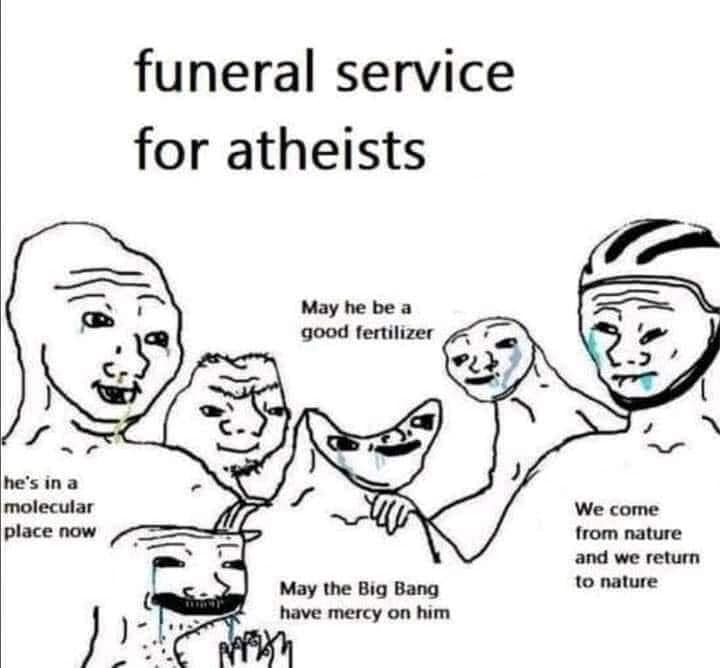 funeral service
for atheists
May he be a
good fertilizer
he's in a
molecular
place now
We come
from nature
and we return
to nature
May the Big Bang
have mercy on him